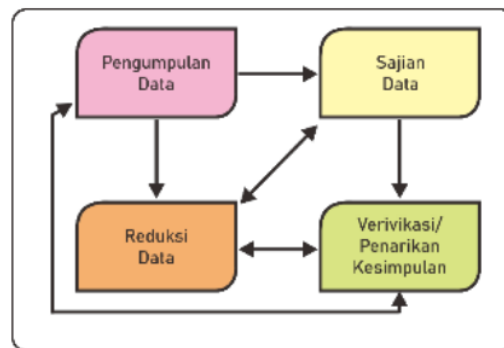 Pengumpulan
Data
Sajian
Data
Reduksi
Data
Verivikasi/
Penarikan
Kesimpulan